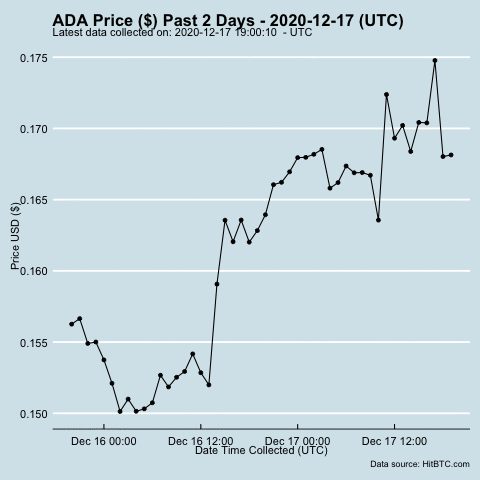 ADA Price ($) Past 2 Days - 2020-12-17 (UTC)
Latest data collected on: 2020-12-17 19:00:10  - UTC
Price USD ($)
0.175
0.170
0.165
0.160
0.155
0.150
Dec 16 00:00
Dec 16 12:00
Dec 17 00:00
Dec 17 12:00
Date Time Collected (UTC)
Data source: HitBTC.com